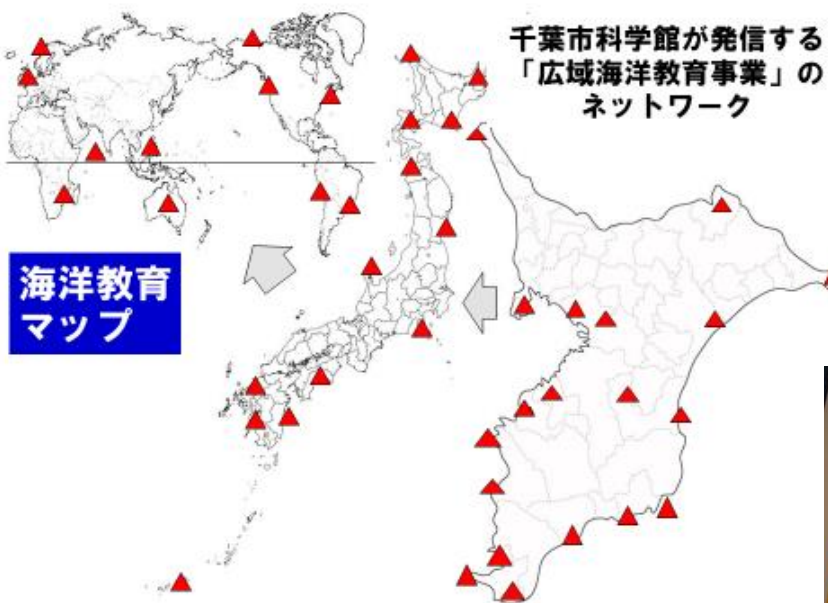 千葉市科学館が発信する
「広域海洋教育事業」の
ネットワーク
海洋教育
マップ